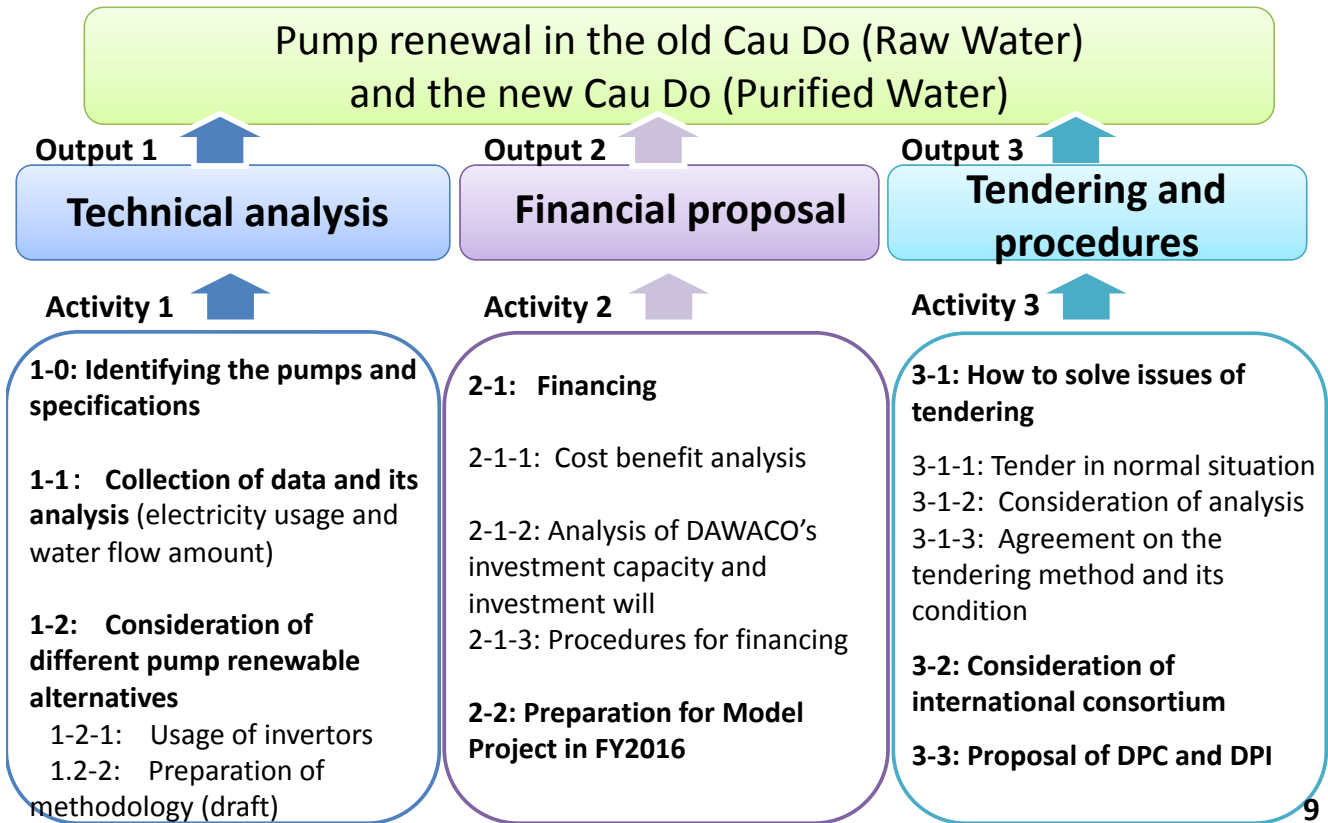 Pump renewal in the old Cau Do (Raw Water)
and the new Cau Do (Purified Water)
Output 1
Technical analysis
Activity 1
1-0: Identifying the pumps and
specifications
1-1: Collection of data and its
analysis (electricity usage and
water flow amount)
1-2: Consideration of
different pump renewable
alternatives
1-2-1: Usage of invertors
1.2-2: Preparation of
methodology (draft)
Output 2
Financial proposal
Activity 2
2-1: Financing
2-1-1: Cost benefit analysis
2-1-2: Analysis of DAWACO’s
investment capacity and
investment will
2-1-3: Procedures for financing
2-2: Preparation for Model
Project in FY2016
Output 3
Tendering and
procedures
Activity 3
3-1: How to solve issues of
tendering
3-1-1: Tender in normal situation
3-1-2: Consideration of analysis
3-1-3: Agreement on the
tendering method and its
condition
3-2: Consideration of
international consortium
3-3: Proposal of DPC and DPI
9